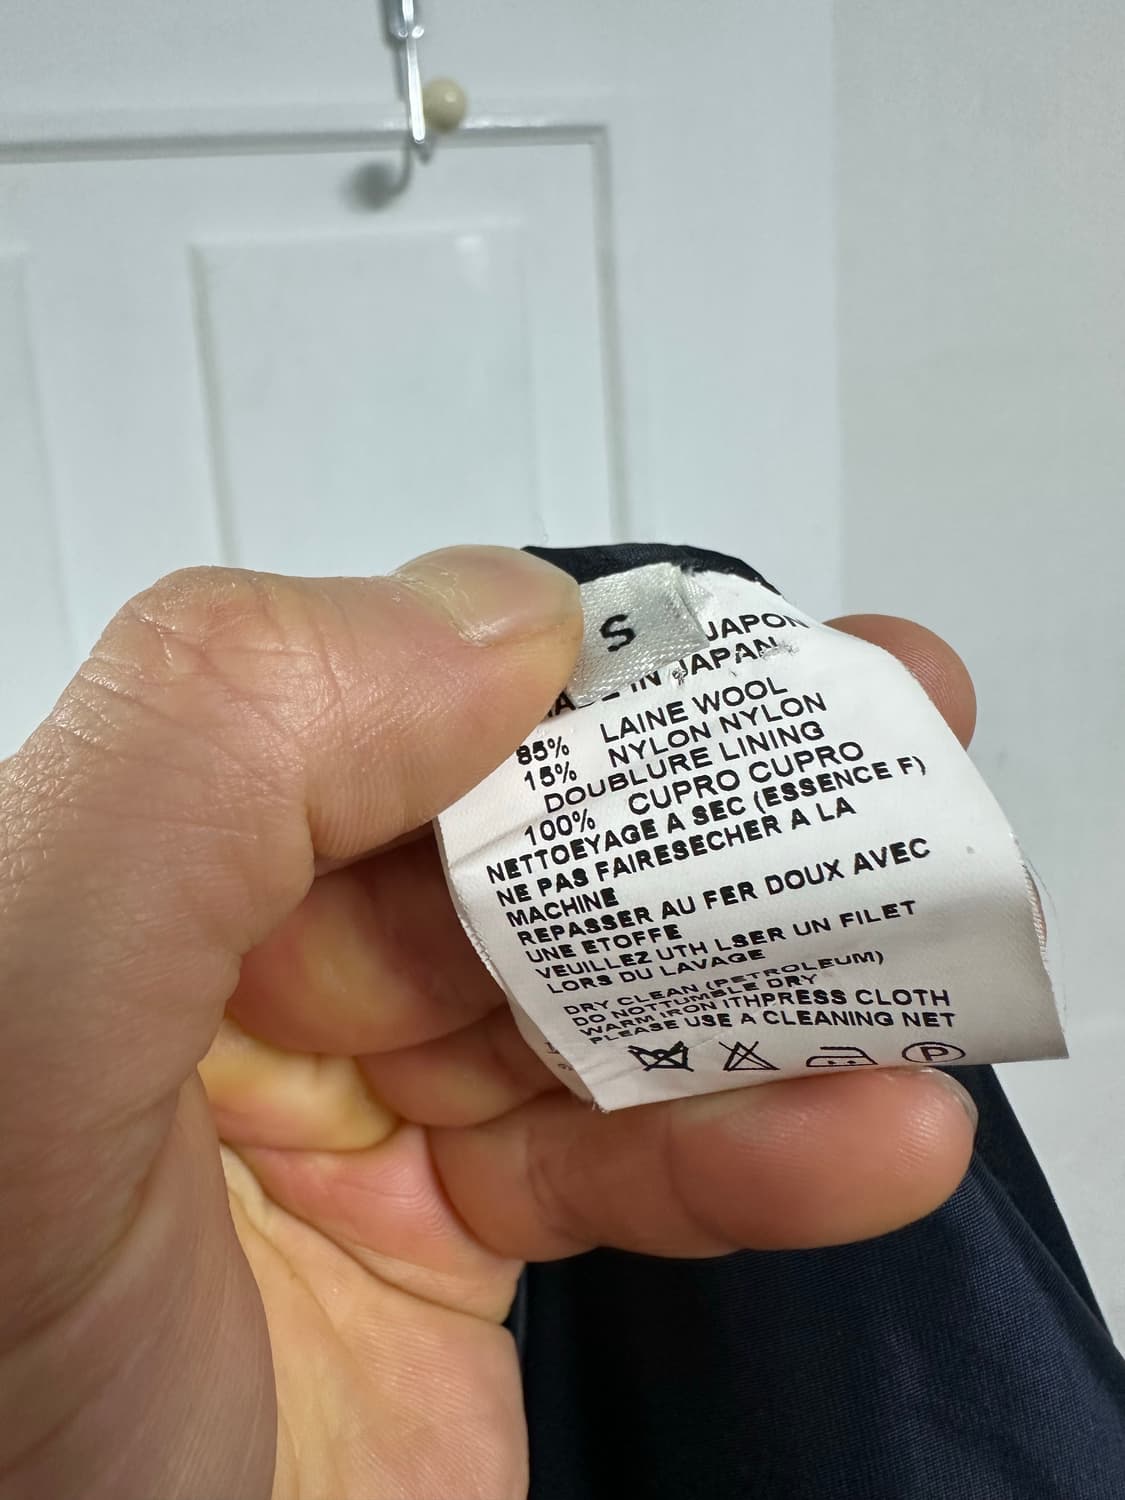 S
JAPON
IN JAPAN
85% LAINE WOOL
15% NYLON NYLON
DOUBLURE LINING
100% CUPRO CUPRO
NETTOEYAGE A SEC (ESSENCE F)
NE PAS FAIRESECHER A LA
MACHINE
REPASSER AU FER DOUX AVEC
UNE ETOFFE
VEUILLEZ UTH LSER UN FILET
LORS DU LAVAGE
DRY CLEAN (PETROLEUM)
DO NOTTUMBLE DRY
WARM IRON ITHPRESS CLOTH
PLEASE USE A CLEANING NET
P